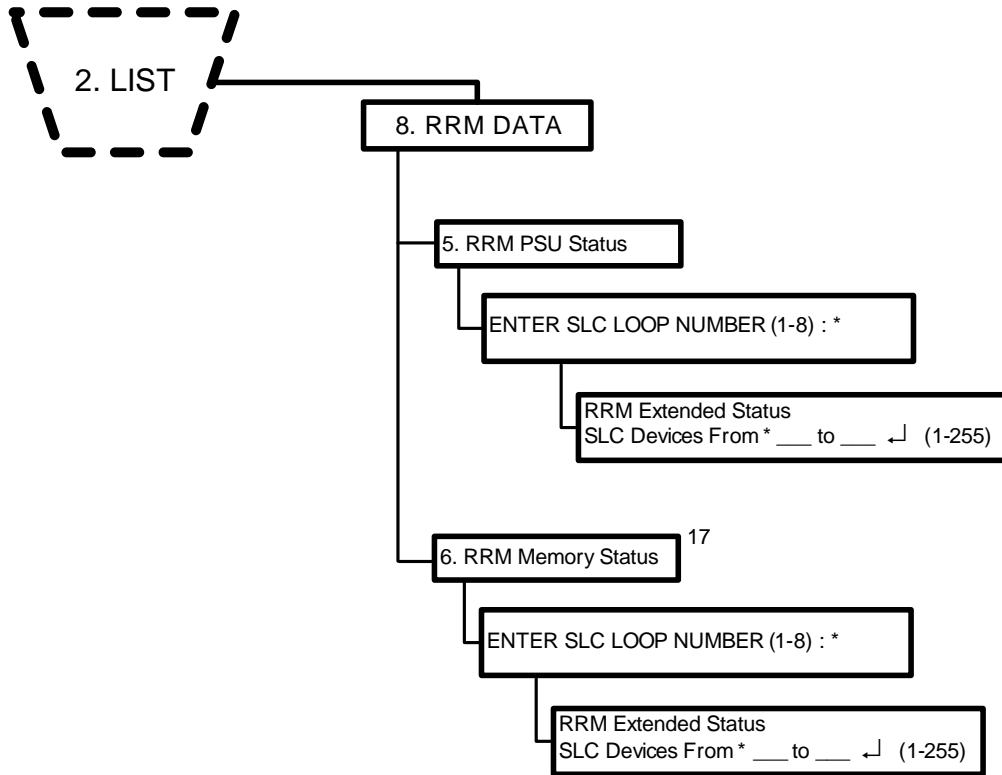 2. LIST
8. RRM DATA
5. RRM PSU Status
ENTER SLC LOOP NUMBER (1-8) : *
RRM Extended Status
SLC Devices From * ___ to ___ ↵ (1-255)
6. RRM Memory Status 17
ENTER SLC LOOP NUMBER (1-8) : *
RRM Extended Status
SLC Devices From * ___ to ___ ↵ (1-255)